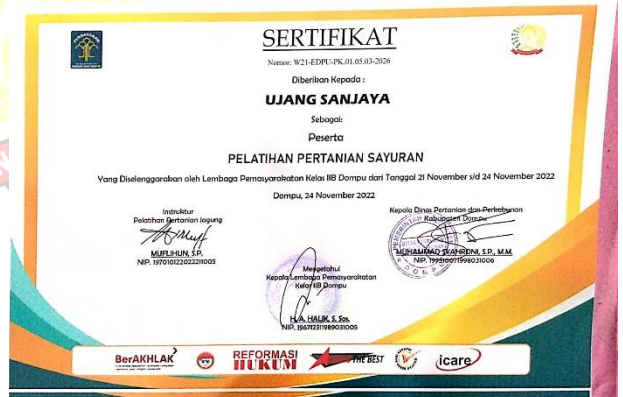 SERTIFIKAT
Nomor: W21-EDPU-PK.01.05.03-2026
Diberikan Kepada :
UJANG SANJAYA
Sebagai:
Peserta
PELATIHAN PERTANIAN SAYURAN
Yang Diselenggarakan oleh Lembaga Pemasyarakatan Kelas IIB Dompu dari Tanggal 21 November s/d 24 November 2022
Dompu, 24 November 2022
Instruktur
Pelatihan Pertanian Jagung
MUFLIHUN, S.P.
NIP. 197010122022211005
Kepala Dinas Pertanian dan Perkebunan
Kabupaten Dompu
MUHAMMAD SYAHRONI, S.P., M.M.
Mengetahui
Kepala Lembaga Pemasyarakatan
Kelas IIB Dompu
H. A. HALIK, S. Sos.
NIP. 196712311989031005
BerAKHLAK
REFORMASI
HUKUM
THE BEST
icare